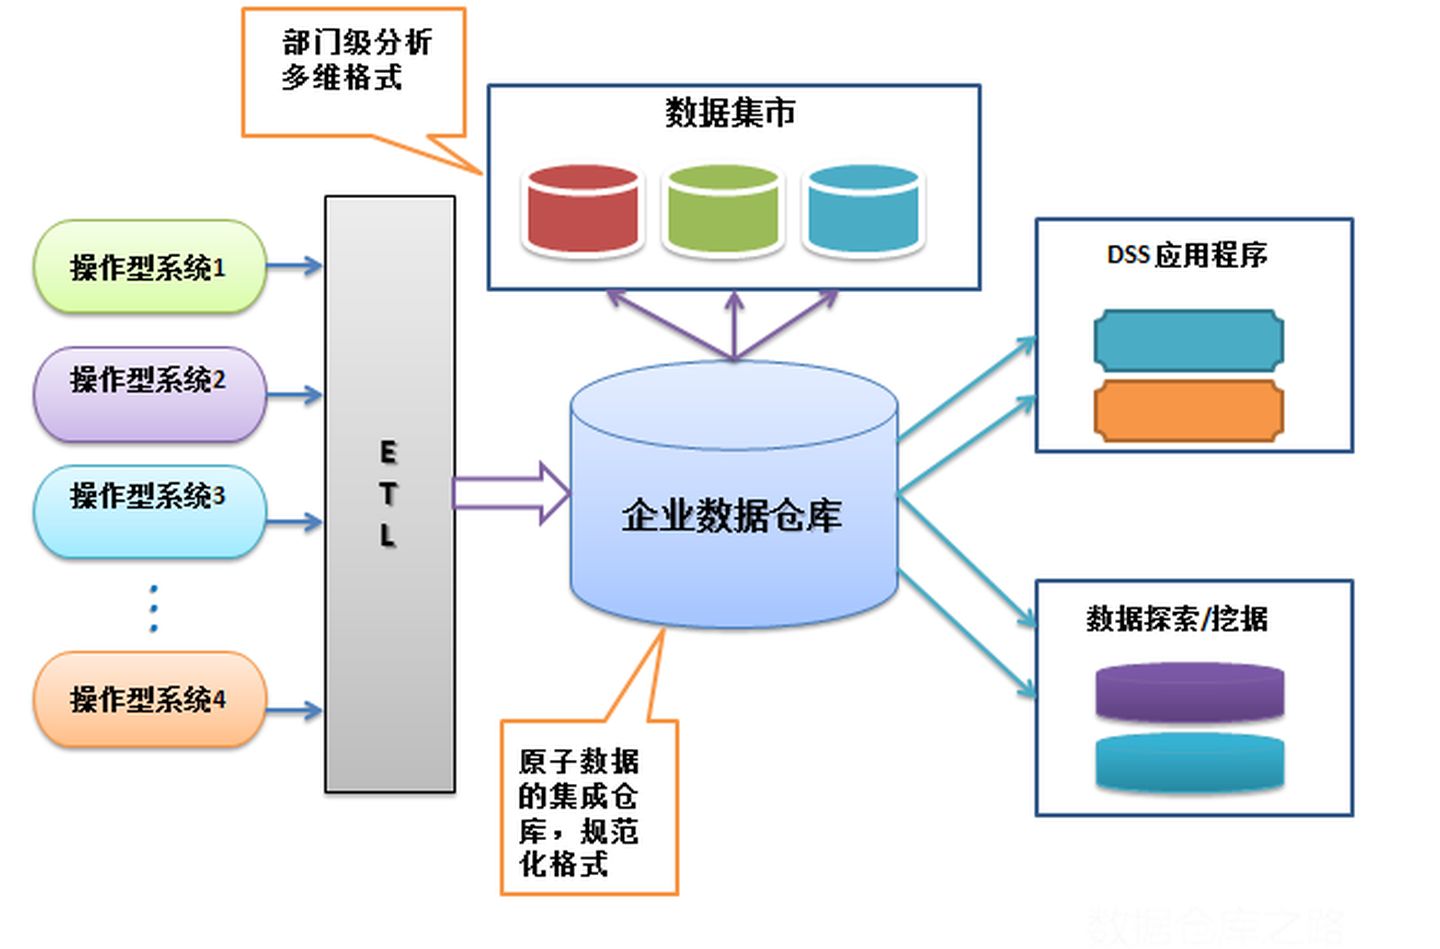 部门级分析
多维格式
数据集市
操作型系统1
操作型系统2
操作型系统3
操作型系统4
E
T
L
企业数据仓库
DSS 应用程序
数据探索/挖掘
原子数据
的集成仓
库，规范
化格式
数据仓库之路